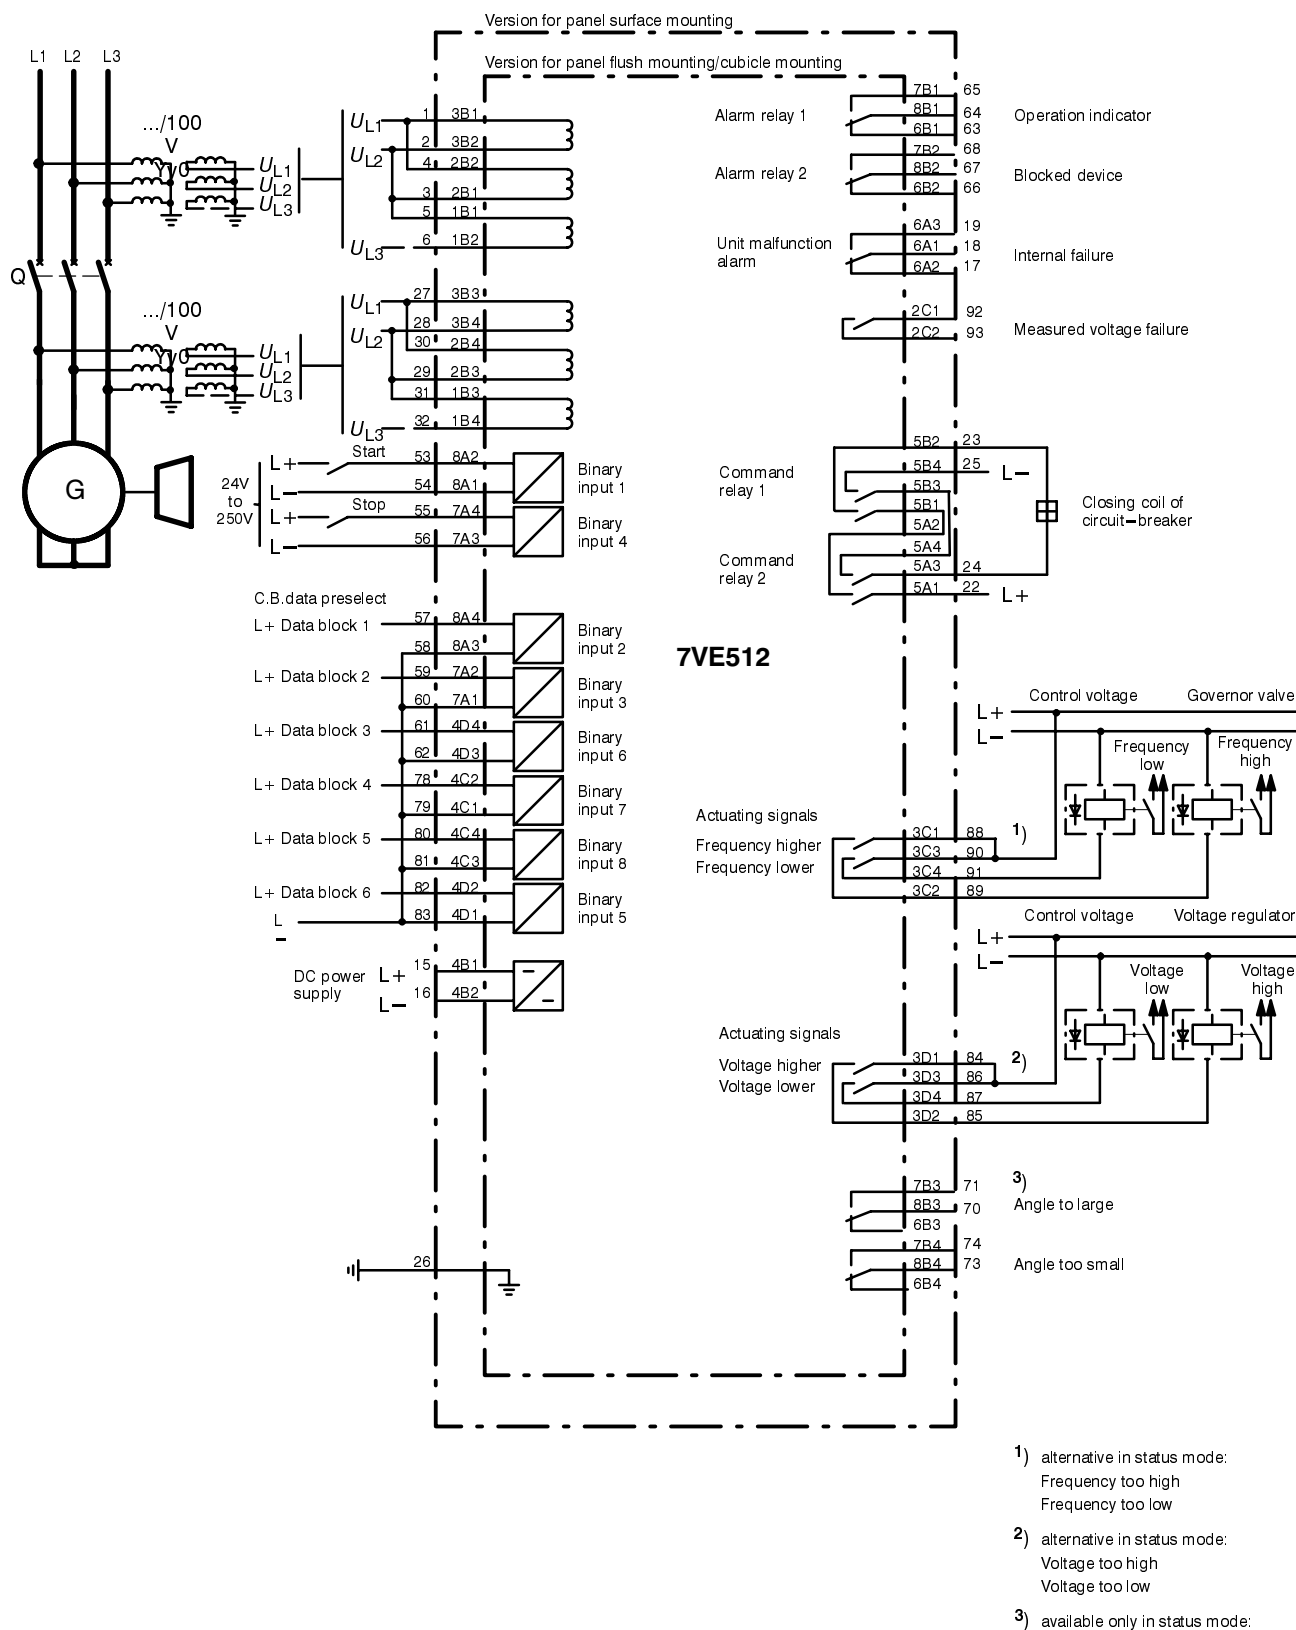 Version for panel surface mounting
Version for panel flush mounting/cubicle mounting
L1 L2 L3
.../100
V
Yy0
UL1
UL2
UL3
UL1
UL2
UL3
1 3B1
2 3B2
4 2B2
3 2B1
5 1B1
6 1B2
Q
.../100
V
Yy0
UL1
UL2
UL3
UL1
UL2
UL3
27 3B3
28 3B4
30 2B4
29 2B3
31 1B3
32 1B4
G
24V
to
250V
L+ Start 53 8A2
L− 54 8A1
Binary
input 1
L+ Stop 55 7A4
L− 56 7A3
Binary
input 4
C.B.data preselect
L+ Data block 1 57 8A4
58 8A3
Binary
input 2
L+ Data block 2 59 7A2
60 7A1
Binary
input 3
L+ Data block 3 61 4D4
62 4D3
Binary
input 6
L+ Data block 4 78 4C2
79 4C1
Binary
input 7
L+ Data block 5 80 4C4
81 4C3
Binary
input 8
L+ Data block 6 82 4D2
L
−
83 4D1
Binary
input 5
DC power
supply
L+ 15 4B1
L− 16 4B2
26
7VE512
Alarm relay 1
7B1 65
8B1 64
6B1 63
Operation indicator
Alarm relay 2
7B2 68
8B2 67
6B2 66
Blocked device
Unit malfunction
alarm
6A3 19
6A1 18
6A2 17
Internal failure
2C1 92
2C2 93
Measured voltage failure
Command
relay 1
5B2 23
5B4 25 L−
5B3
5B1
5A2
Closing coil of
circuit−breaker
Command
relay 2
5A4
5A3 24
5A1 22 L+
Control voltage Governor valve
L+
L−
Frequency
low
Frequency
high
Actuating signals
Frequency higher
Frequency lower
3C1 88 1)
3C3 90
3C4 91
3C2 89
Control voltage Voltage regulator
L+
L−
Voltage
low
Voltage
high
Actuating signals
Voltage higher
Voltage lower
3D1 84 2)
3D3 86
3D4 87
3D2 85
7B3 71 3)
8B3 70
6B3
Angle to large
7B4 74
8B4 73
6B4
Angle too small
1) alternative in status mode:
Frequency too high
Frequency too low
2) alternative in status mode:
Voltage too high
Voltage too low
3) available only in status mode: